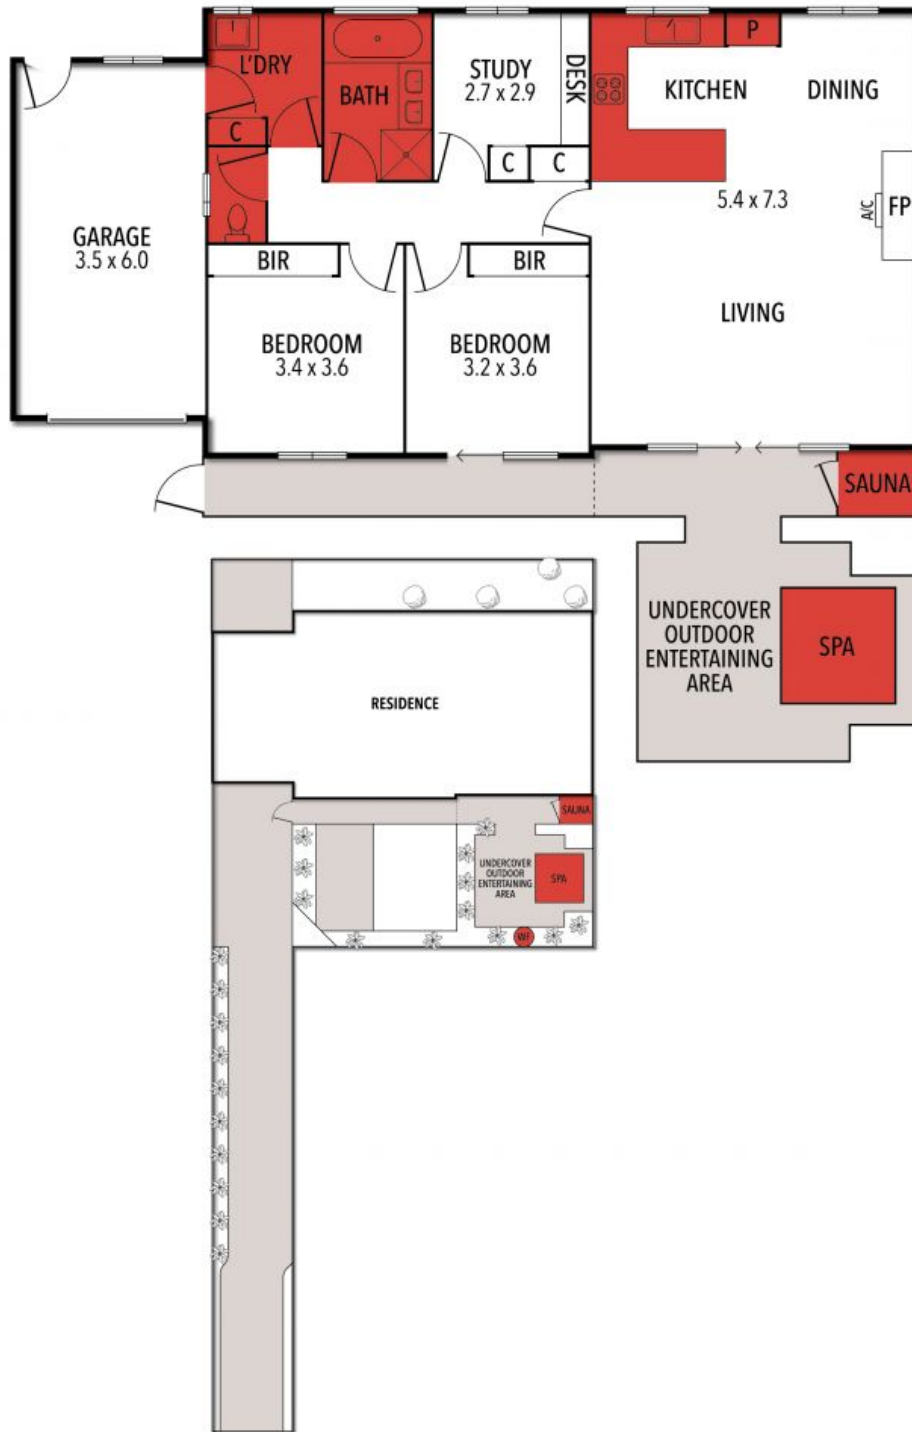 L'DRY
C
BATH
STUDY
2.7 x 2.9
DESK
C
C
KITCHEN
P
DINING
5.4 x 7.3
A/C
FP
LIVING
GARAGE
3.5 x 6.0
BIR
BEDROOM
3.4 x 3.6
BIR
BEDROOM
3.2 x 3.6
SAUNA
UNDERCOVER
OUTDOOR
ENTERTAINING
AREA
SPA
RESIDENCE
SAUNA
UNDERCOVER
OUTDOOR
ENTERTAINING
AREA
SPA
WF